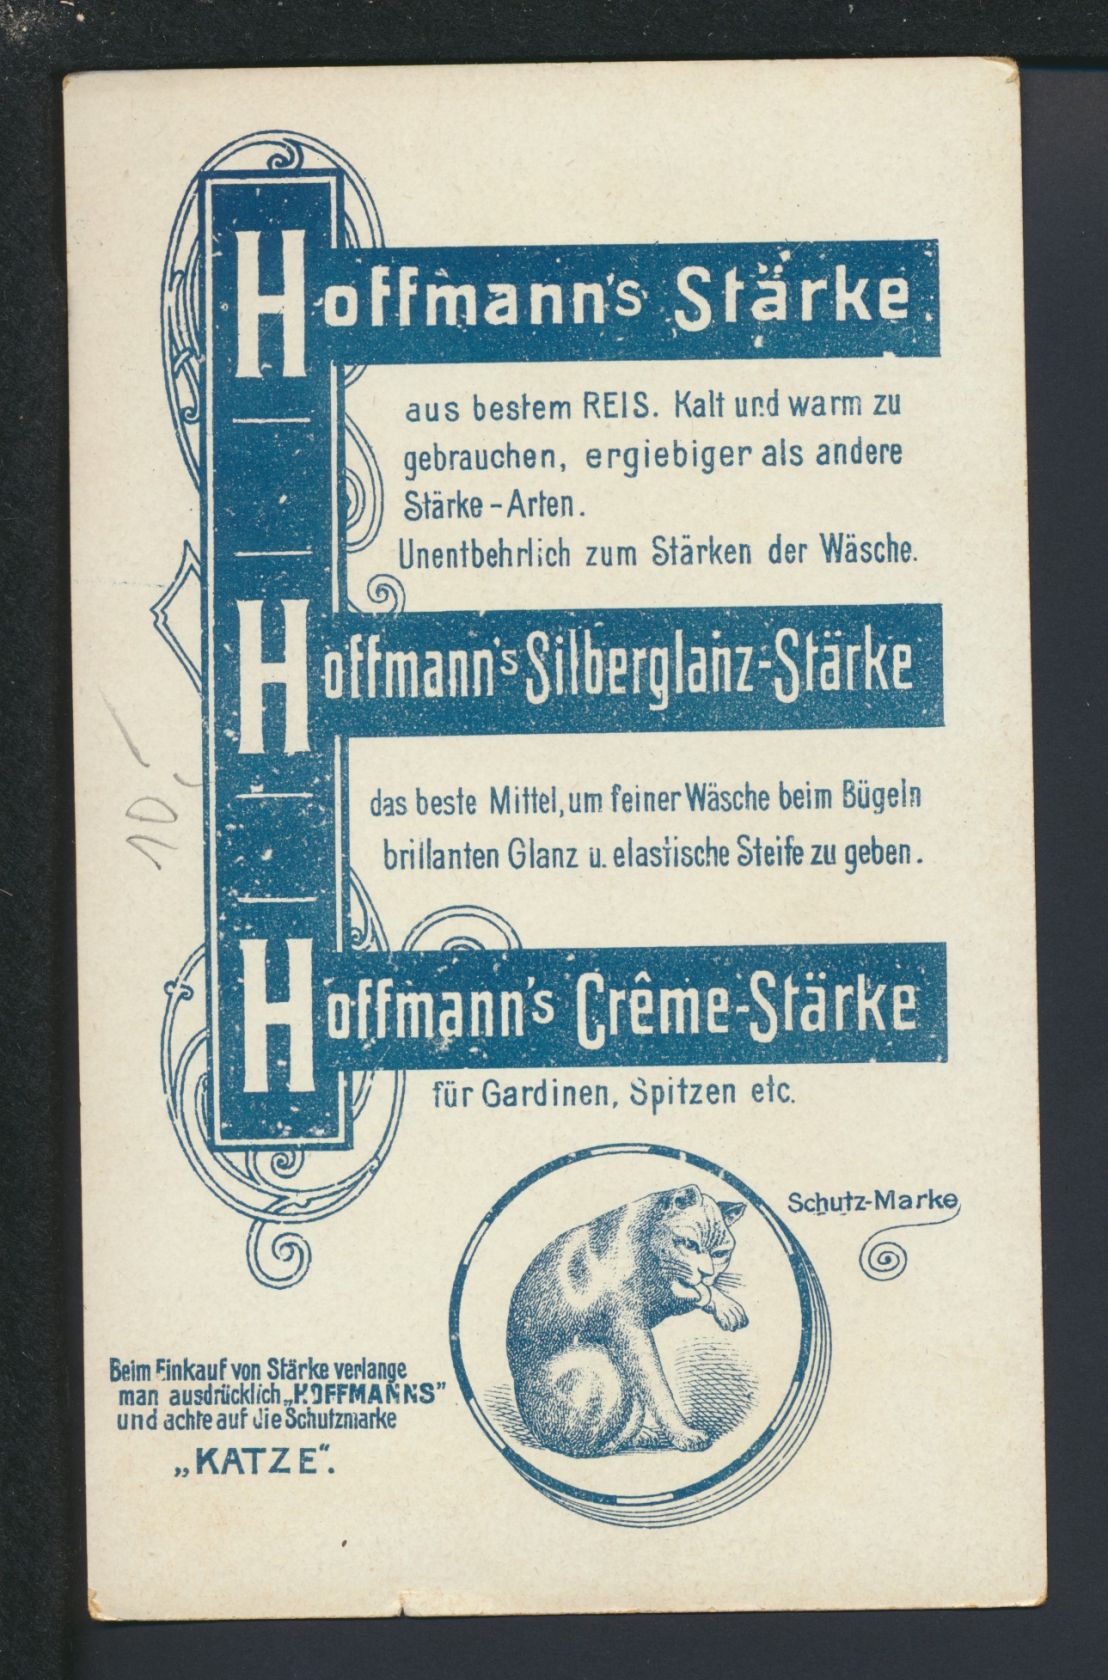 Hoffmann's Stärke.
aus bestem REIS. Kalt und warm zu
gebrauchen, ergiebiger als andere
Stärke-Arten.
Unentbehrlich zum Stärken der Wäsche.
Hoffmann's Silberglanz-Stärke
das beste Mittel, um feiner Wäsche beim Bügeln
brillanten Glanz u. elastische Steife zu geben.
10,-
Hoffmann's Crême-Stärke
für Gardinen, Spitzen etc.
Schutz-Marke
Beim Einkauf von Stärke verlange
man ausdrücklich „HOFFMANNS”
und achte auf die Schutzmarke
„KATZE“.